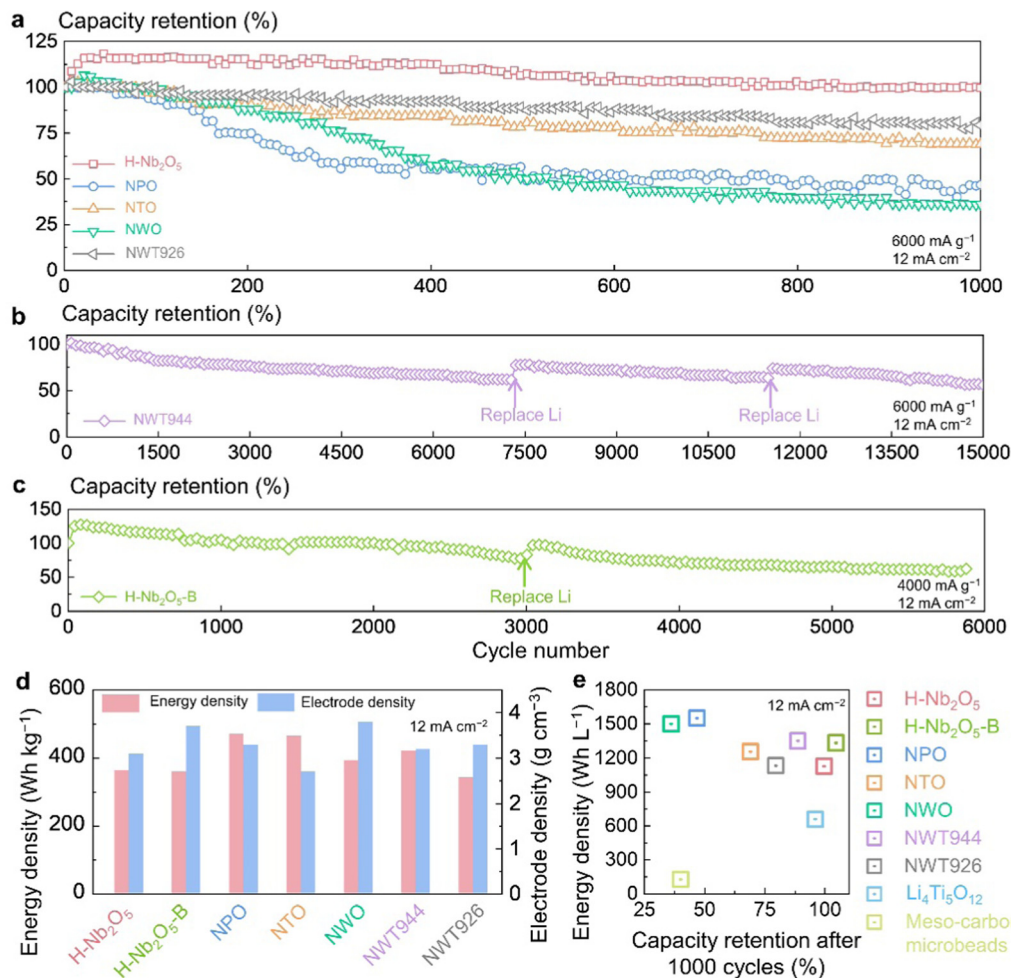 a Capacity retention (%)
125
100
75
50
25
0
H-Nb₂O₅
NPO
NTO
NWO
NWT926
6000 mA g⁻¹
12 mA cm⁻²
0 200 400 600 800 1000
b Capacity retention (%)
100
50
0
NWT944
Replace Li
Replace Li
6000 mA g⁻¹
12 mA cm⁻²
0 1500 3000 4500 6000 7500 9000 10500 12000 13500 15000
c Capacity retention (%)
150
100
50
0
H-Nb₂O₅-B
Replace Li
4000 mA g⁻¹
12 mA cm⁻²
0 1000 2000 3000 4000 5000 6000
Cycle number
d
Energy density (Wh kg⁻¹)
600
400
200
0
Energy density
Electrode density
12 mA cm⁻²
4
3
2
1
0
Electrode density (g cm⁻³)
H-Nb₂O₅
H-Nb₂O₅-B
NPO
NTO
NWO
NWT944
NWT926
e
Energy density (Wh L⁻¹)
1800
1500
1200
900
600
300
0
12 mA cm⁻²
25 50 75 100
Capacity retention after
1000 cycles (%)
H-Nb₂O₅
H-Nb₂O₅-B
NPO
NTO
NWO
NWT944
NWT926
Li₄Ti₅O₁₂
Meso-carbo
microbeads